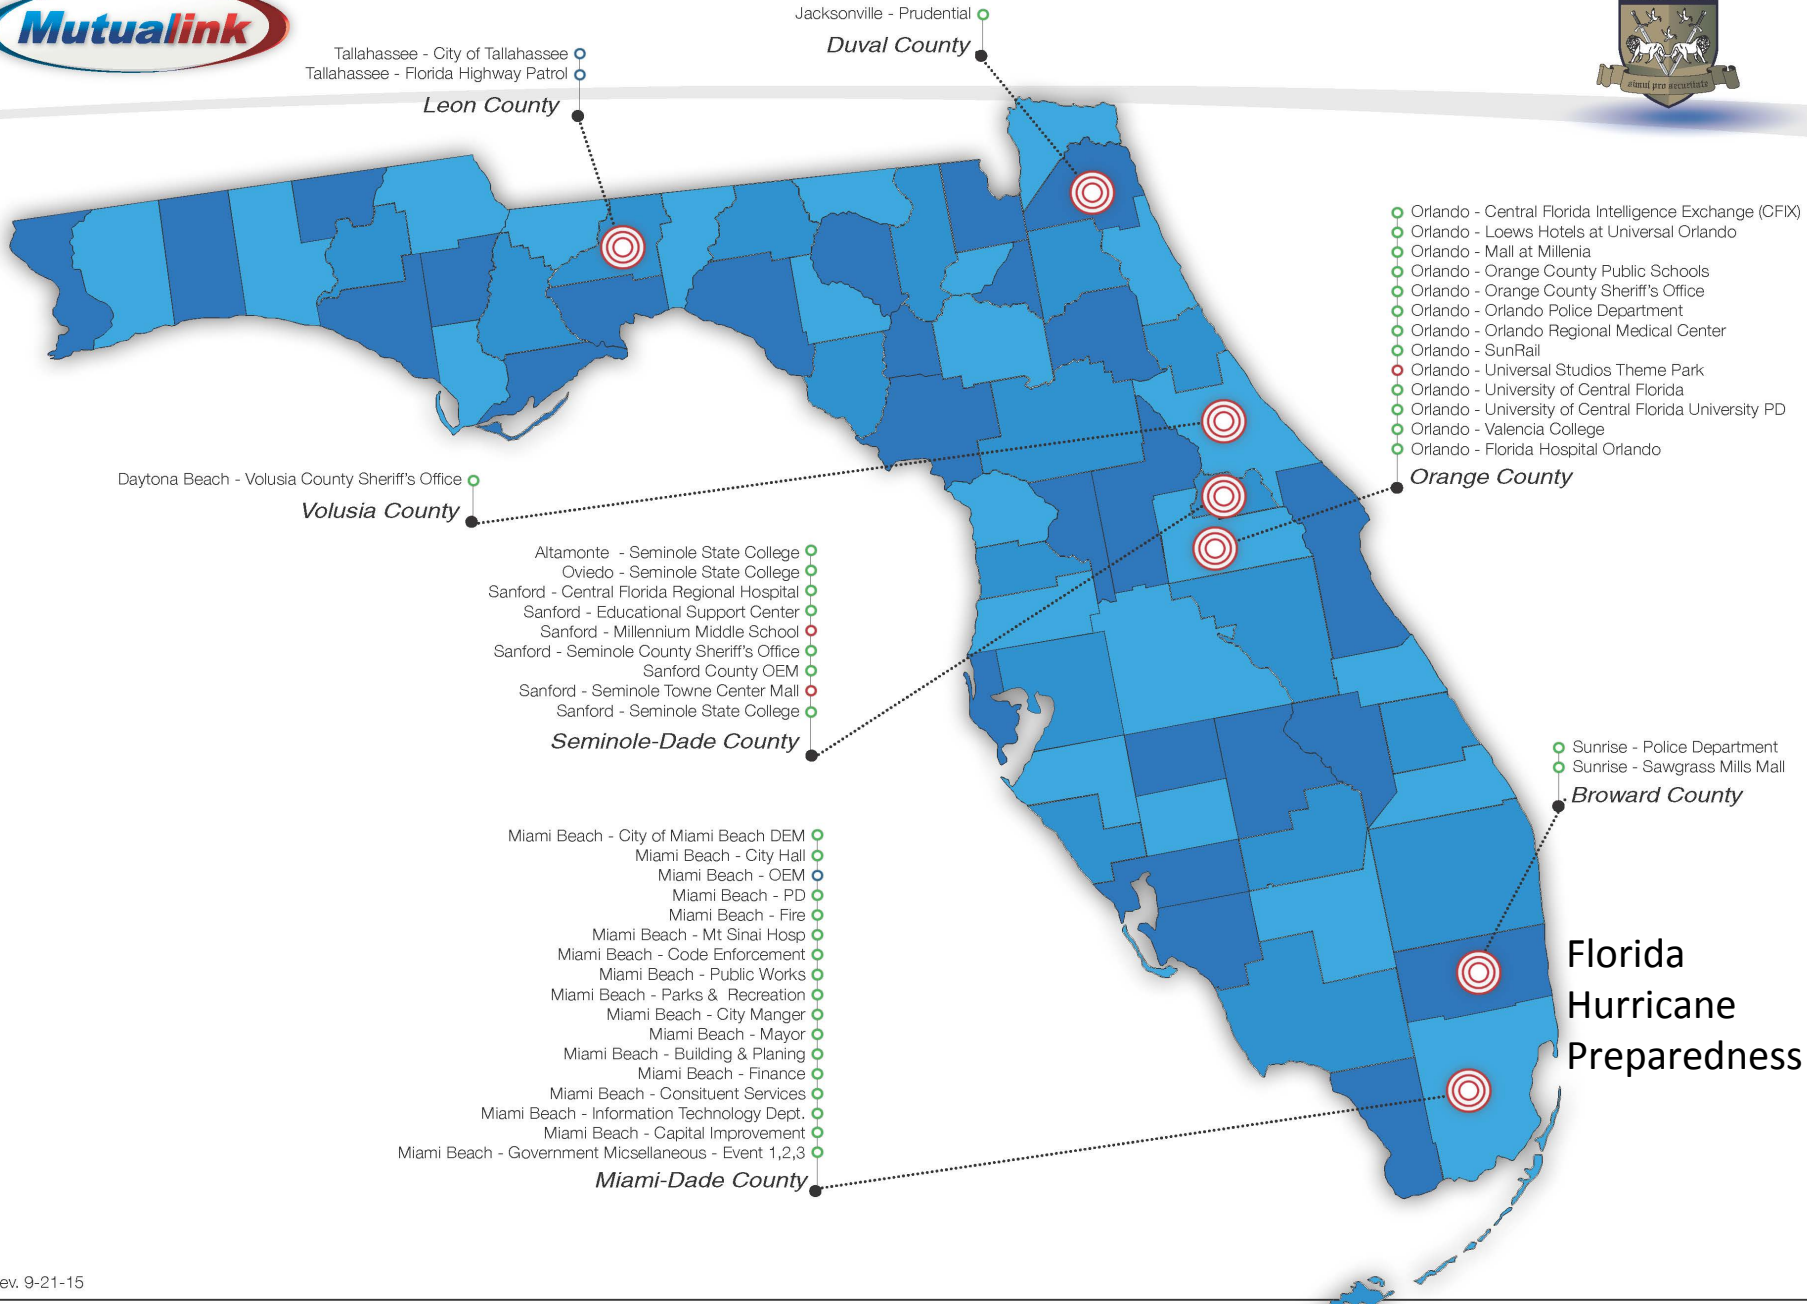 Mutualink
Jacksonville - Prudential
Duval County
Tallahassee - City of Tallahassee
Tallahassee - Florida Highway Patrol
Leon County
simul pro securitate
Orlando - Central Florida Intelligence Exchange (CFIX)
Orlando - Loews Hotels at Universal Orlando
Orlando - Mall at Millenia
Orlando - Orange County Public Schools
Orlando - Orange County Sheriff's Office
Orlando - Orlando Police Department
Orlando - Orlando Regional Medical Center
Orlando - SunRail
Orlando - Universal Studios Theme Park
Orlando - University of Central Florida
Orlando - University of Central Florida University PD
Orlando - Valencia College
Orlando - Florida Hospital Orlando
Orange County
Daytona Beach - Volusia County Sheriff's Office
Volusia County
Altamonte - Seminole State College
Oviedo - Seminole State College
Sanford - Central Florida Regional Hospital
Sanford - Educational Support Center
Sanford - Millennium Middle School
Sanford - Seminole County Sheriff's Office
Sanford County OEM
Sanford - Seminole Towne Center Mall
Sanford - Seminole State College
Seminole-Dade County
Sunrise - Police Department
Sunrise - Sawgrass Mills Mall
Broward County
Miami Beach - City of Miami Beach DEM
Miami Beach - City Hall
Miami Beach - OEM
Miami Beach - PD
Miami Beach - Fire
Miami Beach - Mt Sinai Hosp
Miami Beach - Code Enforcement
Miami Beach - Public Works
Miami Beach - Parks & Recreation
Miami Beach - City Manger
Miami Beach - Mayor
Miami Beach - Building & Planing
Miami Beach - Finance
Miami Beach - Consituent Services
Miami Beach - Information Technology Dept.
Miami Beach - Capital Improvement
Miami Beach - Government Micsellaneous - Event 1,2,3
Miami-Dade County
Florida
Hurricane
Preparedness
ev. 9-21-15